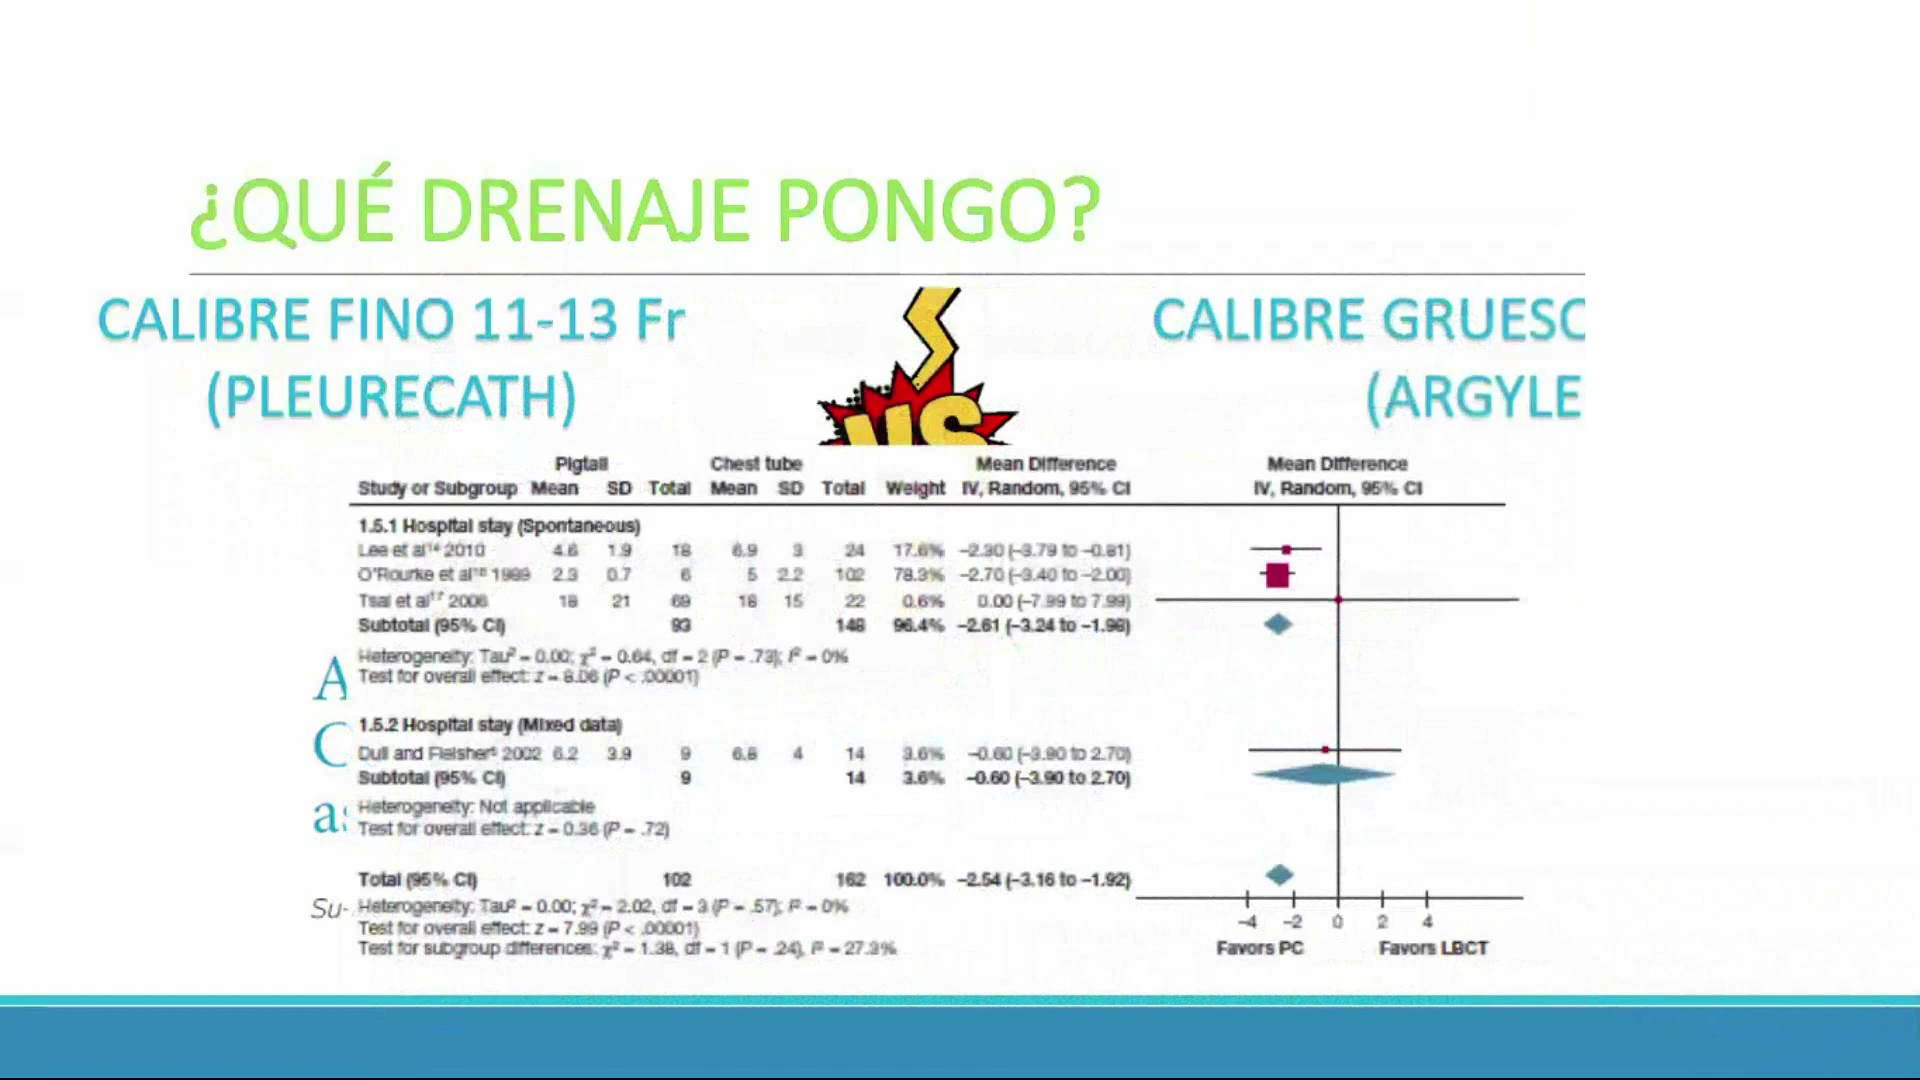 ¿QUÉ DRENAJE PONGO?
CALIBRE FINO 11-13 Fr
(PLEURECATH)
VS
CALIBRE GRUESO
(ARGYLE
Pigtail Chest tube Mean Difference Mean Difference
Study or Subgroup Mean SD Total Mean SD Total Weight IV, Random, 95% CI IV, Random, 95% CI
1.5.1 Hospital stay (Spontaneous)
Lee et al¹⁴ 2010 4.6 1.9 18 6.9 3 24 17.6% −2.30 (−3.79 to −0.81)
O'Rourke et al 1989 2.3 0.7 6 5 2.2 102 78.3% −2.70 (−3.40 to −2.00)
Tsai et al¹⁷ 2006 18 21 69 18 15 22 0.6% 0.00 (−7.99 to 7.99)
Subtotal (95% CI) 93 148 96.4% −2.61 (−3.24 to −1.98)
Heterogeneity: Tau² = 0.00; χ² = 0.64, df = 2 (P = .73); I² = 0%
Test for overall effect: z = 8.06 (P < .00001)
A
1.5.2 Hospital stay (Mixed data)
C
Dull and Fleisher 2002 6.2 3.9 9 6.8 4 14 3.6% −0.60 (−3.90 to 2.70)
Subtotal (95% CI) 9 14 3.6% −0.60 (−3.90 to 2.70)
Heterogeneity: Not applicable
as
Test for overall effect: z = 0.36 (P = .72)
Total (95% CI) 102 162 100.0% −2.54 (−3.16 to −1.92)
Su-
Heterogeneity: Tau² = 0.00; χ² = 2.02, df = 3 (P = .57); I² = 0%
Test for overall effect: z = 7.99 (P < .00001)
Test for subgroup differences: χ² = 1.38, df = 1 (P = .24), I² = 27.3%
−4 −2 0 2 4
Favors PC Favors LBCT